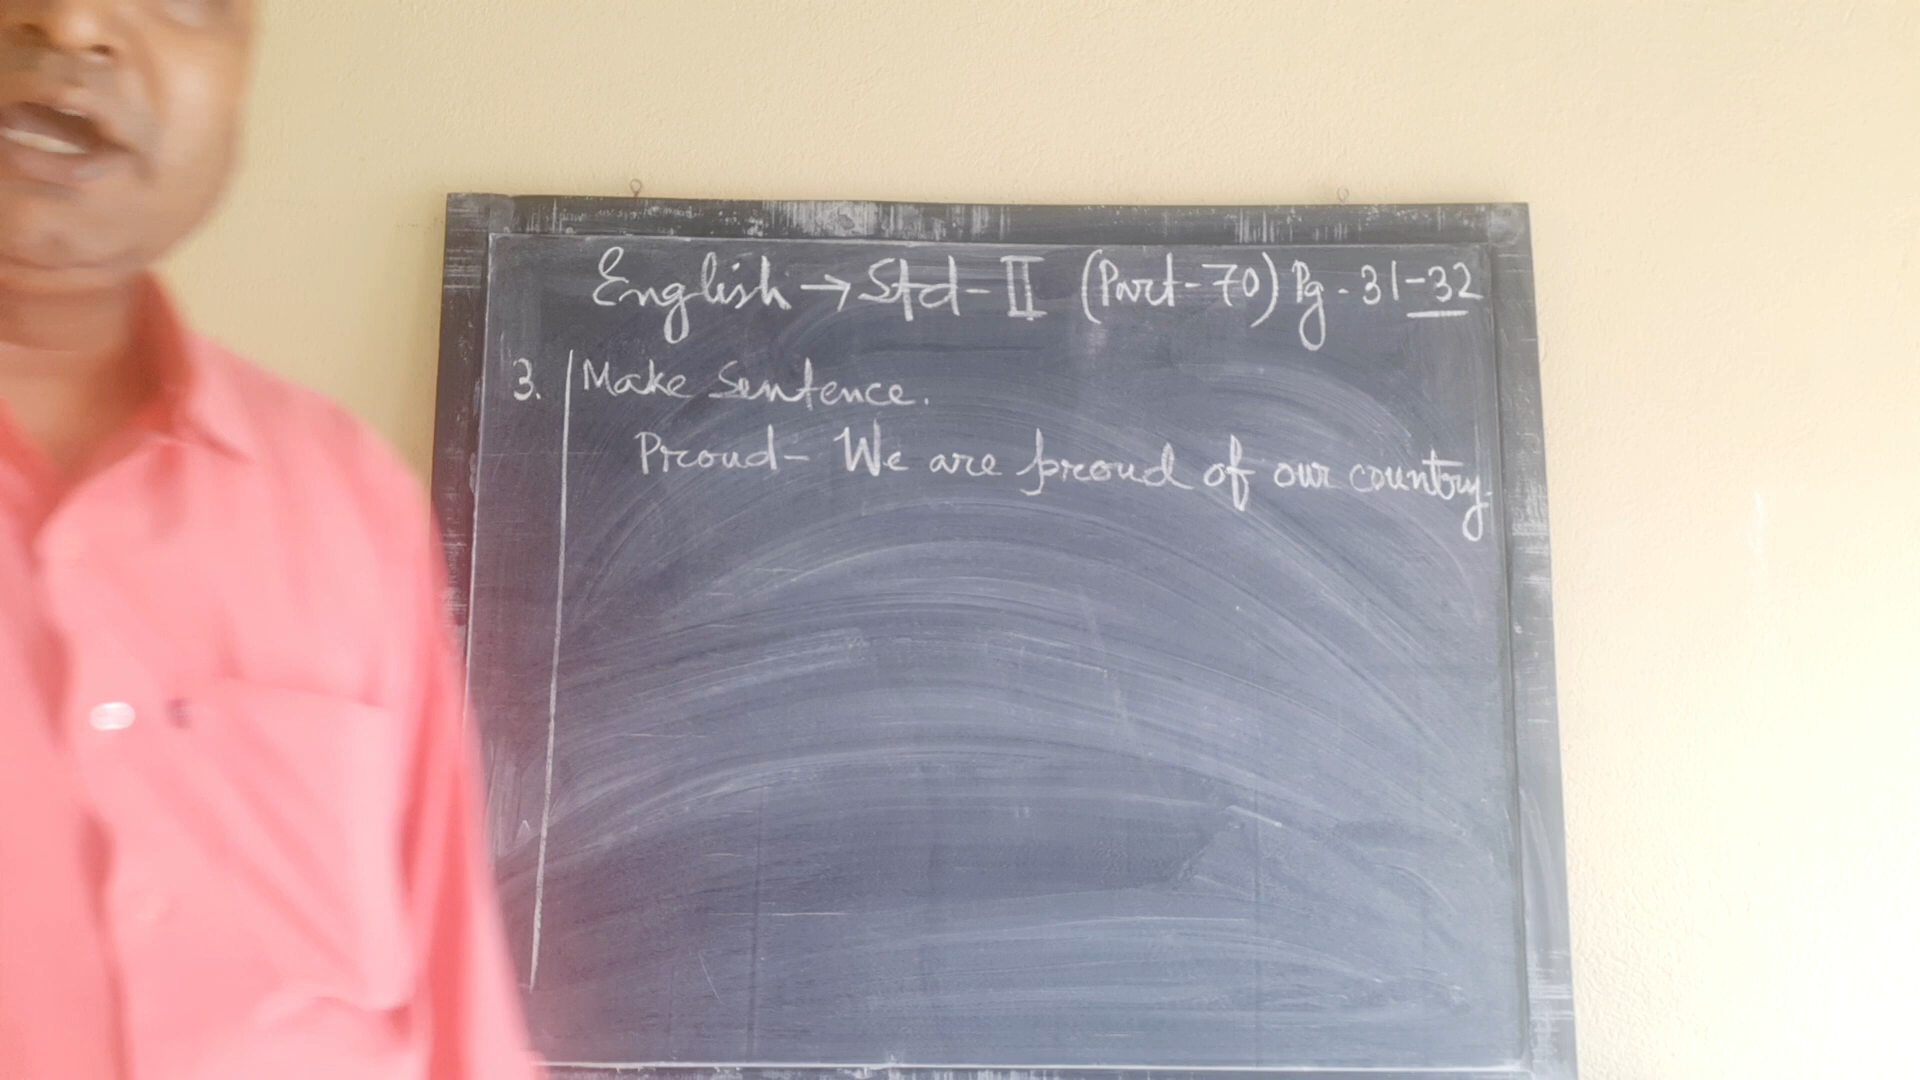 English → Std - II (Part - 70) Pg - 31-32
3. Make Sentence.
Proud - We are proud of our country.